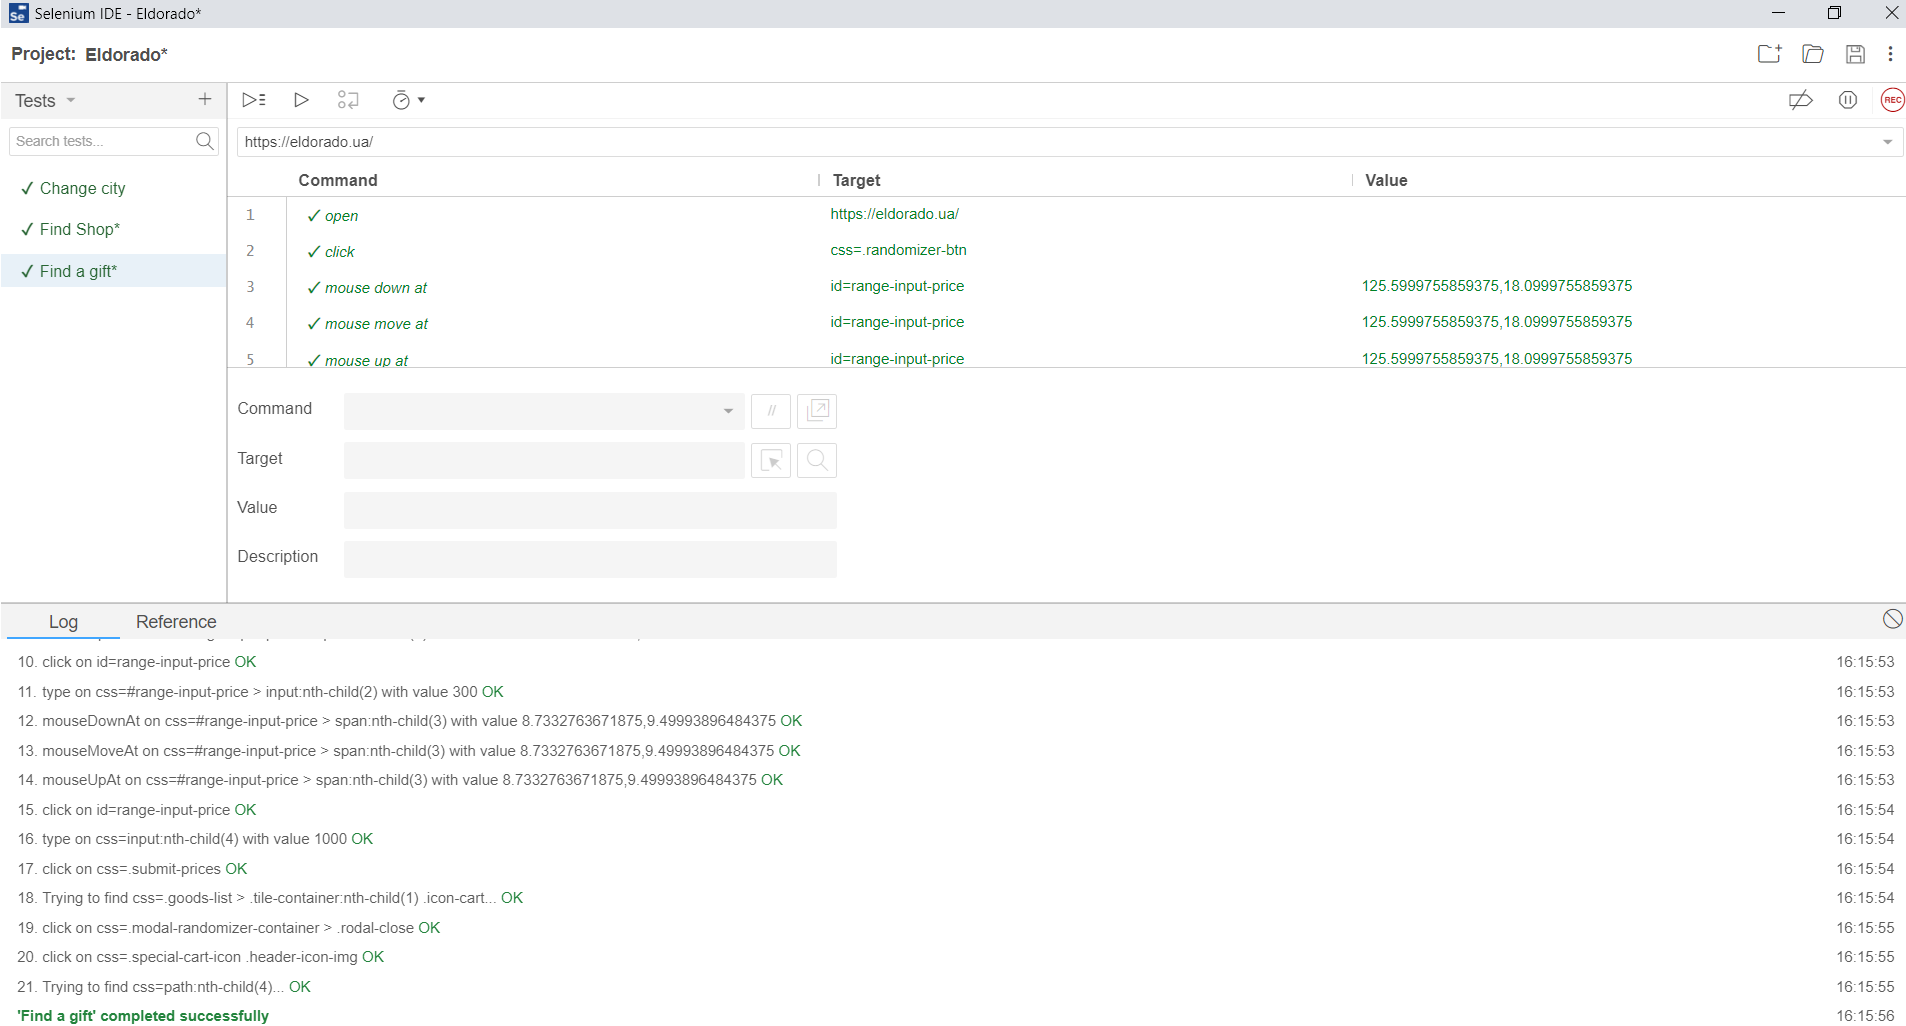 Selenium IDE - Eldorado*
Project: Eldorado*
Tests
REC
Search tests...
https://eldorado.ua/
Command Target Value
✓ Change city
✓ Find Shop*
✓ Find a gift*
1 ✓ open https://eldorado.ua/
2 ✓ click css=.randomizer-btn
3 ✓ mouse down at id=range-input-price 125.5999755859375,18.0999755859375
4 ✓ mouse move at id=range-input-price 125.5999755859375,18.0999755859375
5 ✓ mouse up at id=range-input-price 125.5999755859375,18.0999755859375
Command //
Target
Value
Description
Log Reference
10. click on id=range-input-price OK 16:15:53
11. type on css=#range-input-price > input:nth-child(2) with value 300 OK 16:15:53
12. mouseDownAt on css=#range-input-price > span:nth-child(3) with value 8.7332763671875,9.49993896484375 OK 16:15:53
13. mouseMoveAt on css=#range-input-price > span:nth-child(3) with value 8.7332763671875,9.49993896484375 OK 16:15:53
14. mouseUpAt on css=#range-input-price > span:nth-child(3) with value 8.7332763671875,9.49993896484375 OK 16:15:53
15. click on id=range-input-price OK 16:15:54
16. type on css=input:nth-child(4) with value 1000 OK 16:15:54
17. click on css=.submit-prices OK 16:15:54
18. Trying to find css=.goods-list > .tile-container:nth-child(1) .icon-cart... OK 16:15:54
19. click on css=.modal-randomizer-container > .rodal-close OK 16:15:55
20. click on css=.special-cart-icon .header-icon-img OK 16:15:55
21. Trying to find css=path:nth-child(4)... OK 16:15:55
'Find a gift' completed successfully 16:15:56